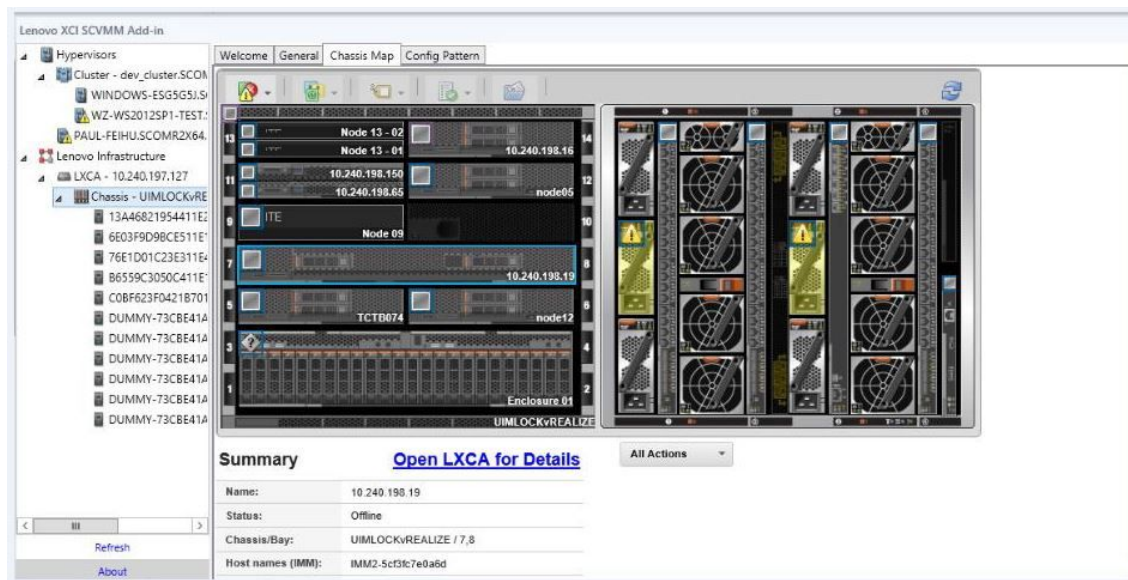 Lenovo XCI SCVMM Add-in
Hypervisors
Cluster - dev_cluster.SCOM
WINDOWS-ESG5G5J.S
WZ-WS2012SP1-TEST.
PAUL-FEIHU.SCOMR2X64.
Lenovo Infrastructure
LXCA - 10.240.197.127
Chassis - UIMLOCKvRE
13A46821954411E2
6E03F9D9BCE511E
76E1D01C23E311E4
B6559C3050C411E
C0BF623F0421B701
DUMMY-73CBE41A
DUMMY-73CBE41A
DUMMY-73CBE41A
DUMMY-73CBE41A
DUMMY-73CBE41A
DUMMY-73CBE41A
Refresh
About
Welcome General Chassis Map Config Pattern
13 Node 13 - 02 14
Node 13 - 01 10.240.198.16
11 10.240.198.150 12
10.240.198.65 node05
9 ITE 10
Node 09
7 8
10.240.198.19
5 6
TCTB074 node12
3 4
1 2
Enclosure 01
UIMLOCKvREALIZE
Summary Open LXCA for Details All Actions
Name: 10.240.198.19
Status: Offline
Chassis/Bay: UIMLOCKvREALIZE / 7,8
Host names (IMM): IMM2-5cf3fc7e0a6d